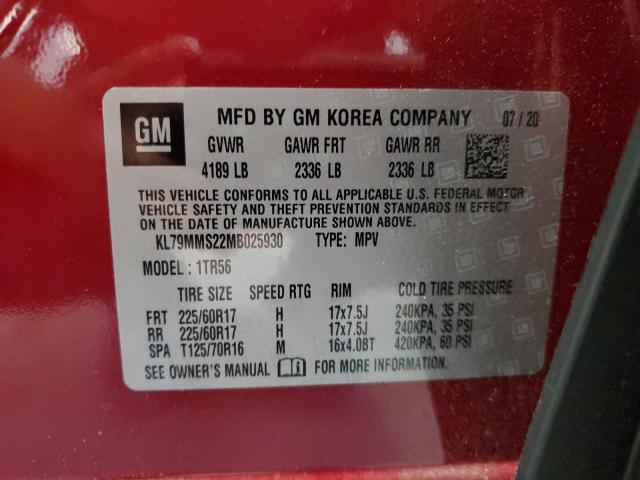 GM MFD BY GM KOREA COMPANY 07/20
GVWR GAWR FRT GAWR RR
4189 LB 2336 LB 2336 LB
THIS VEHICLE CONFORMS TO ALL APPLICABLE U.S. FEDERAL MOTOR
VEHICLE SAFETY AND THEFT PREVENTION STANDARDS IN EFFECT
ON THE DATE OF MANUFACTURE SHOWN ABOVE.
KL79MMS22MB025930 TYPE: MPV
MODEL: 1TR56
TIRE SIZE SPEED RTG RIM COLD TIRE PRESSURE
FRT 225/60R17 H 17x7.5J 240KPA, 35 PSI
RR 225/60R17 H 17x7.5J 240KPA, 35 PSI
SPA T125/70R16 M 16x4.0BT 420KPA, 60 PSI
SEE OWNER'S MANUAL FOR MORE INFORMATION.